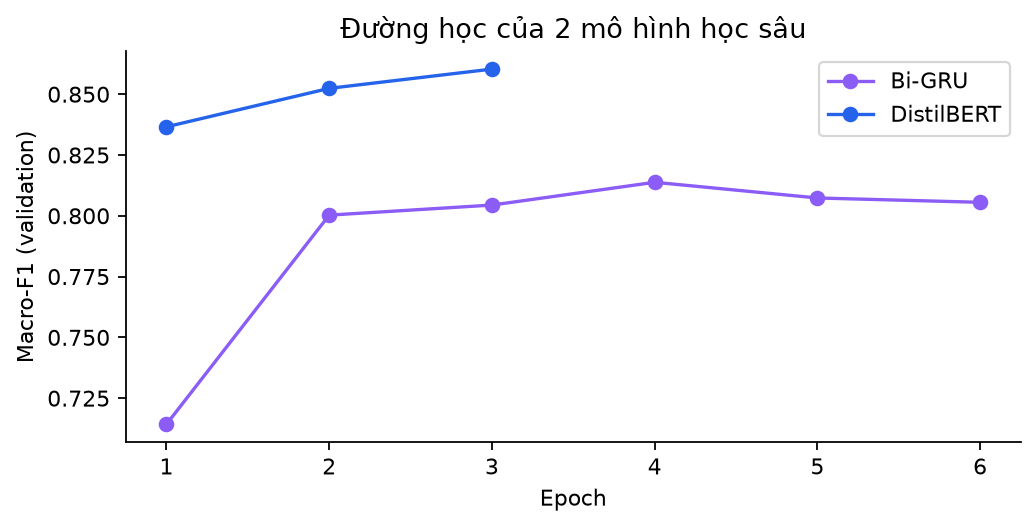 Đường học của 2 mô hình học sâu
Bi-GRU
DistilBERT
Macro-F1 (validation)
0.850
0.825
0.800
0.775
0.750
0.725
1 2 3 4 5 6
Epoch